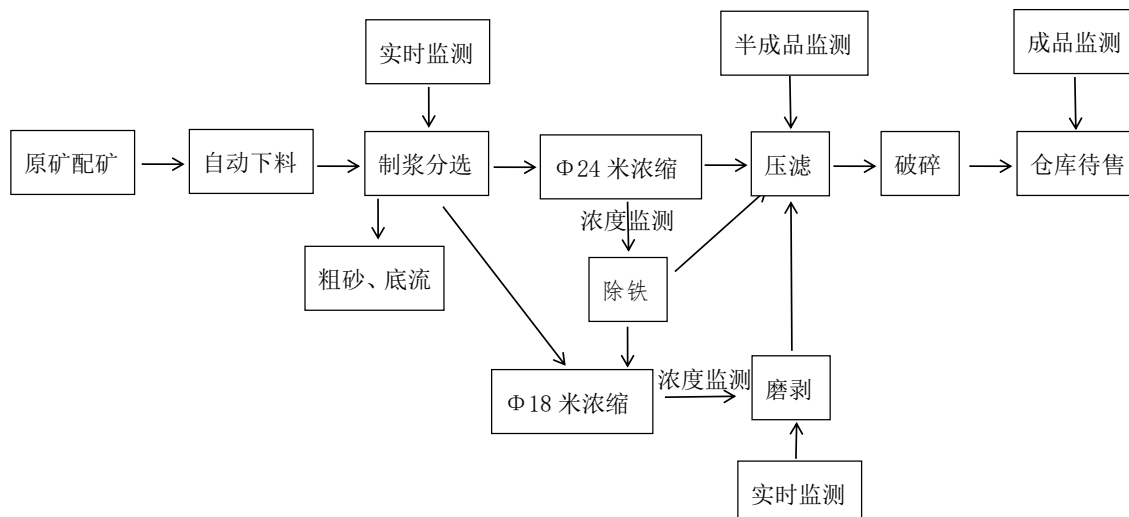 实时监测
半成品监测
成品监测
原矿配矿
自动下料
制浆分选
Φ24 米浓缩
压滤
破碎
仓库待售
浓度监测
粗砂、底流
除铁
Φ18 米浓缩
浓度监测
磨剥
实时监测